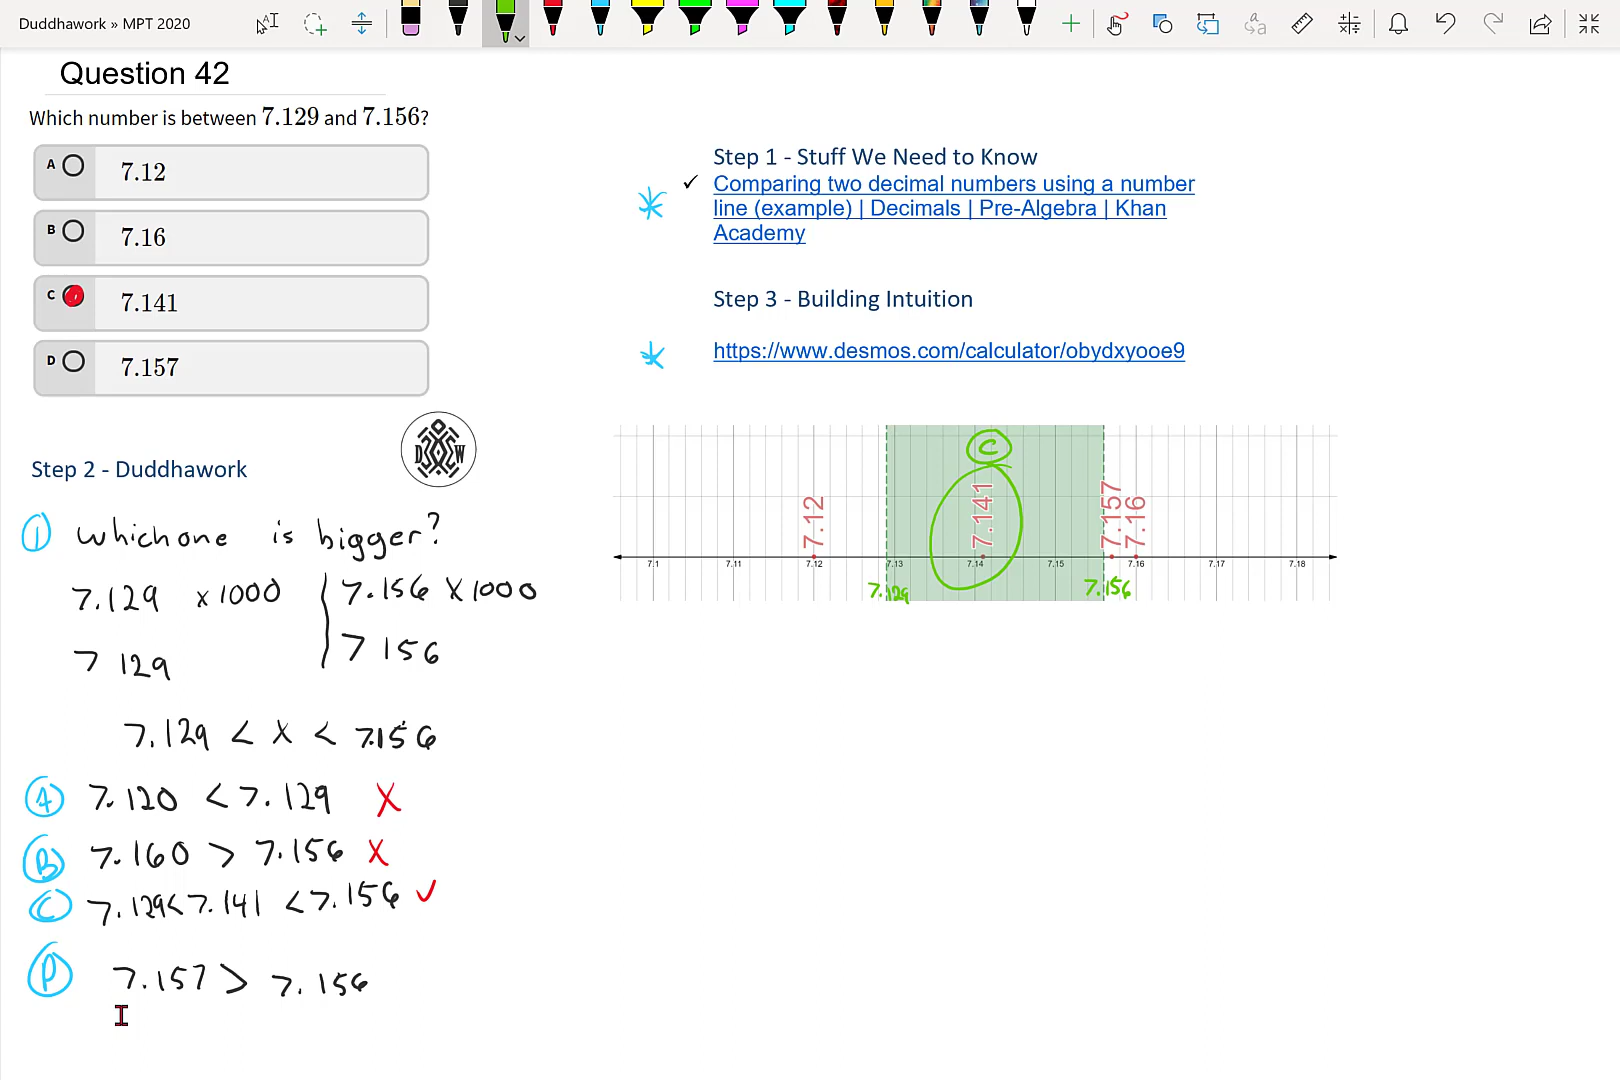 Duddhawork » MPT 2020
Question 42
Which number is between 7.129 and 7.156?
A 7.12
B 7.16
C 7.141
D 7.157
Step 1 - Stuff We Need to Know
✓ Comparing two decimal numbers using a number
line (example) | Decimals | Pre-Algebra | Khan
Academy
Step 3 - Building Intuition
https://www.desmos.com/calculator/obydxyooe9
C
7.12
7.141
7.157
7.16
7.1 7.11 7.12 7.13 7.14 7.15 7.16 7.17 7.18
7.129 7.156
D W
Step 2 - Duddhawork
1 which one is bigger?
7.129 x 1000 7.156 x 1000
7 129 7 156
7.129 < x < 7.156
A 7.120 < 7.129 X
B 7.160 > 7.156 X
C 7.129 < 7.141 < 7.156 ✓
D 7.157 > 7.156